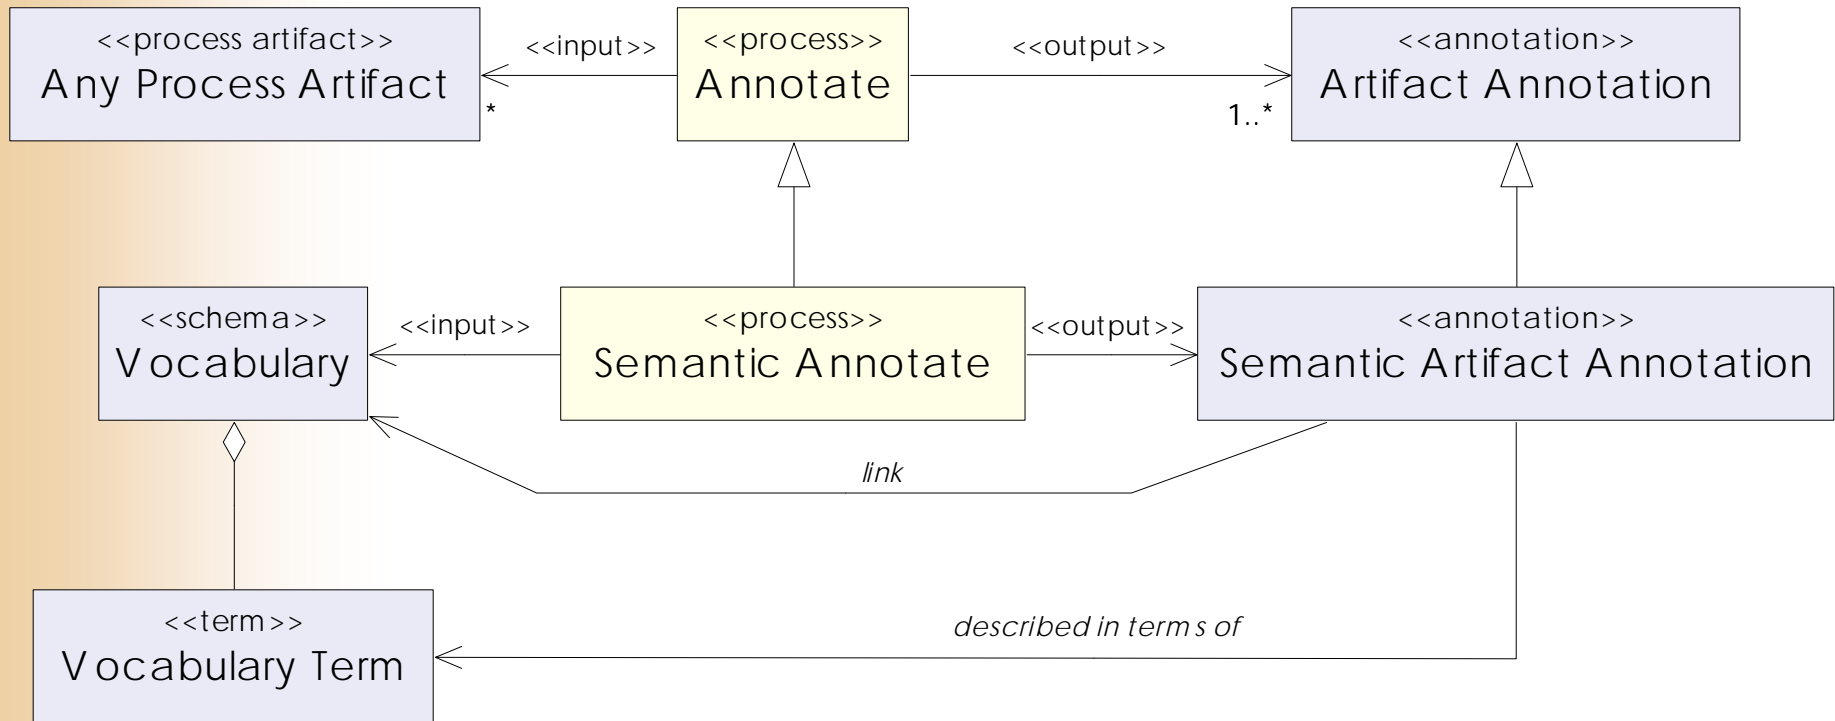 <<process artifact>>
Any Process Artifact
<<input>>
*
<<process>>
Annotate
<<output>>
1..*
<<annotation>>
Artifact Annotation
<<schema>>
Vocabulary
<<input>>
<<process>>
Semantic Annotate
<<output>>
<<annotation>>
Semantic Artifact Annotation
link
<<term>>
Vocabulary Term
described in terms of